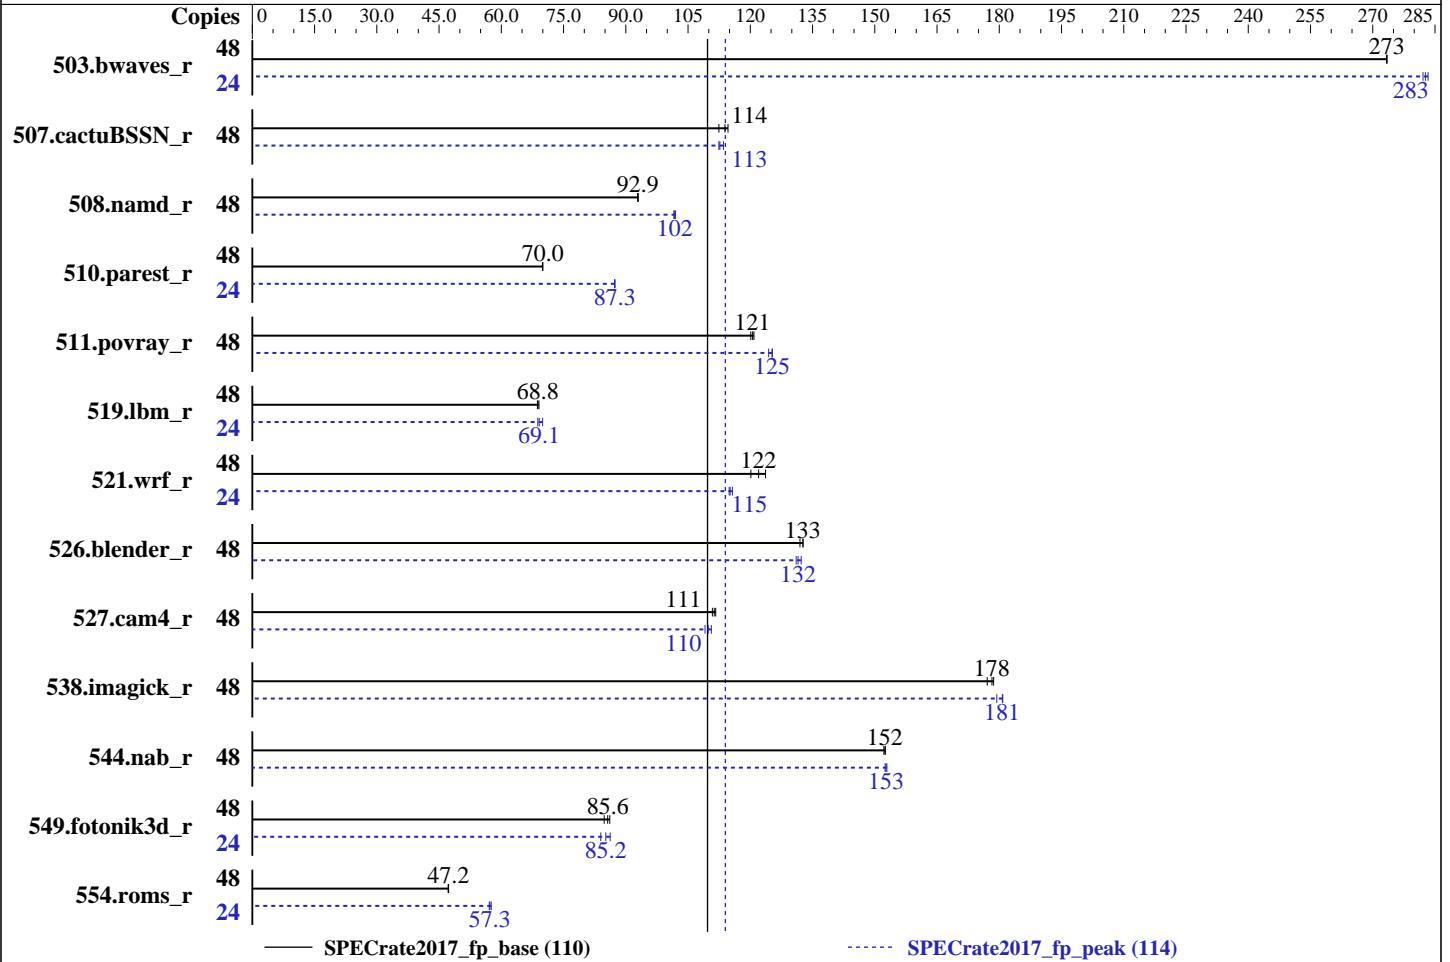 Copies 0 15.0 30.0 45.0 60.0 75.0 90.0 105 120 135 150 165 180 195 210 225 240 255 270 285
503.bwaves_r 48 273
24 283
507.cactuBSSN_r 48 114
113
508.namd_r 48 92.9
102
510.parest_r 48 70.0
24 87.3
511.povray_r 48 121
125
519.lbm_r 48 68.8
24 69.1
521.wrf_r 48 122
24 115
526.blender_r 48 133
132
527.cam4_r 48 111
110
538.imagick_r 48 178
181
544.nab_r 48 152
153
549.fotonik3d_r 48 85.6
24 85.2
554.roms_r 48 47.2
24 57.3
SPECrate2017_fp_base (110) SPECrate2017_fp_peak (114)